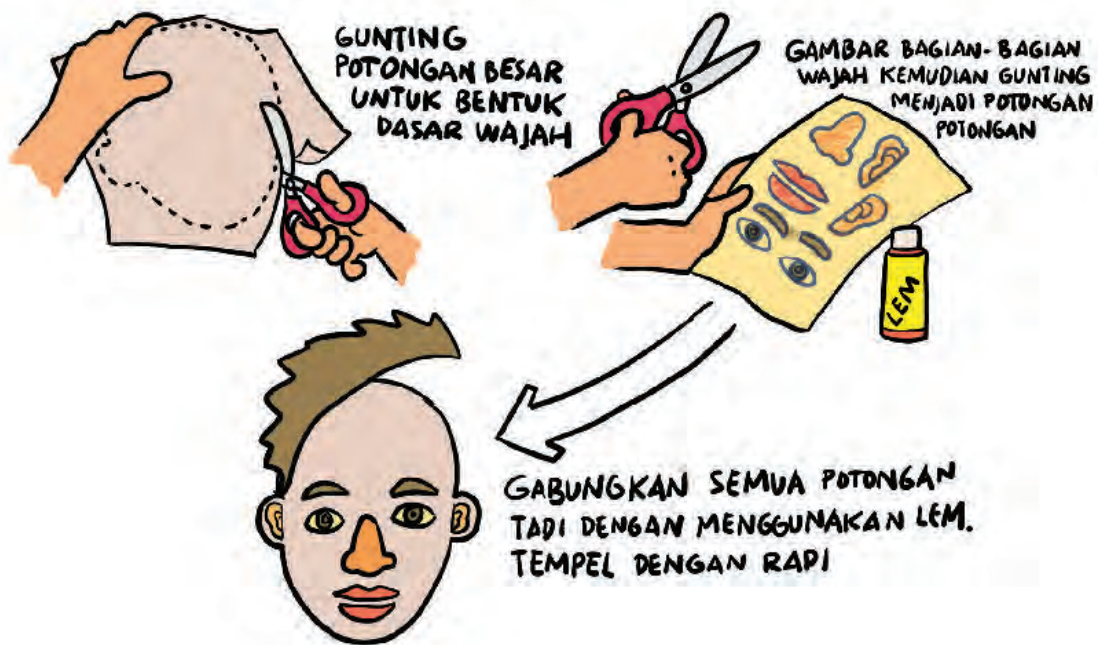 GUNTING
POTONGAN BESAR
UNTUK BENTUK
DASAR WAJAH
GAMBAR BAGIAN-BAGIAN
WAJAH KEMUDIAN GUNTING
MENJADI POTONGAN
POTONGAN
LEM
GABUNGKAN SEMUA POTONGAN
TADI DENGAN MENGGUNAKAN LEM.
TEMPEL DENGAN RAPI